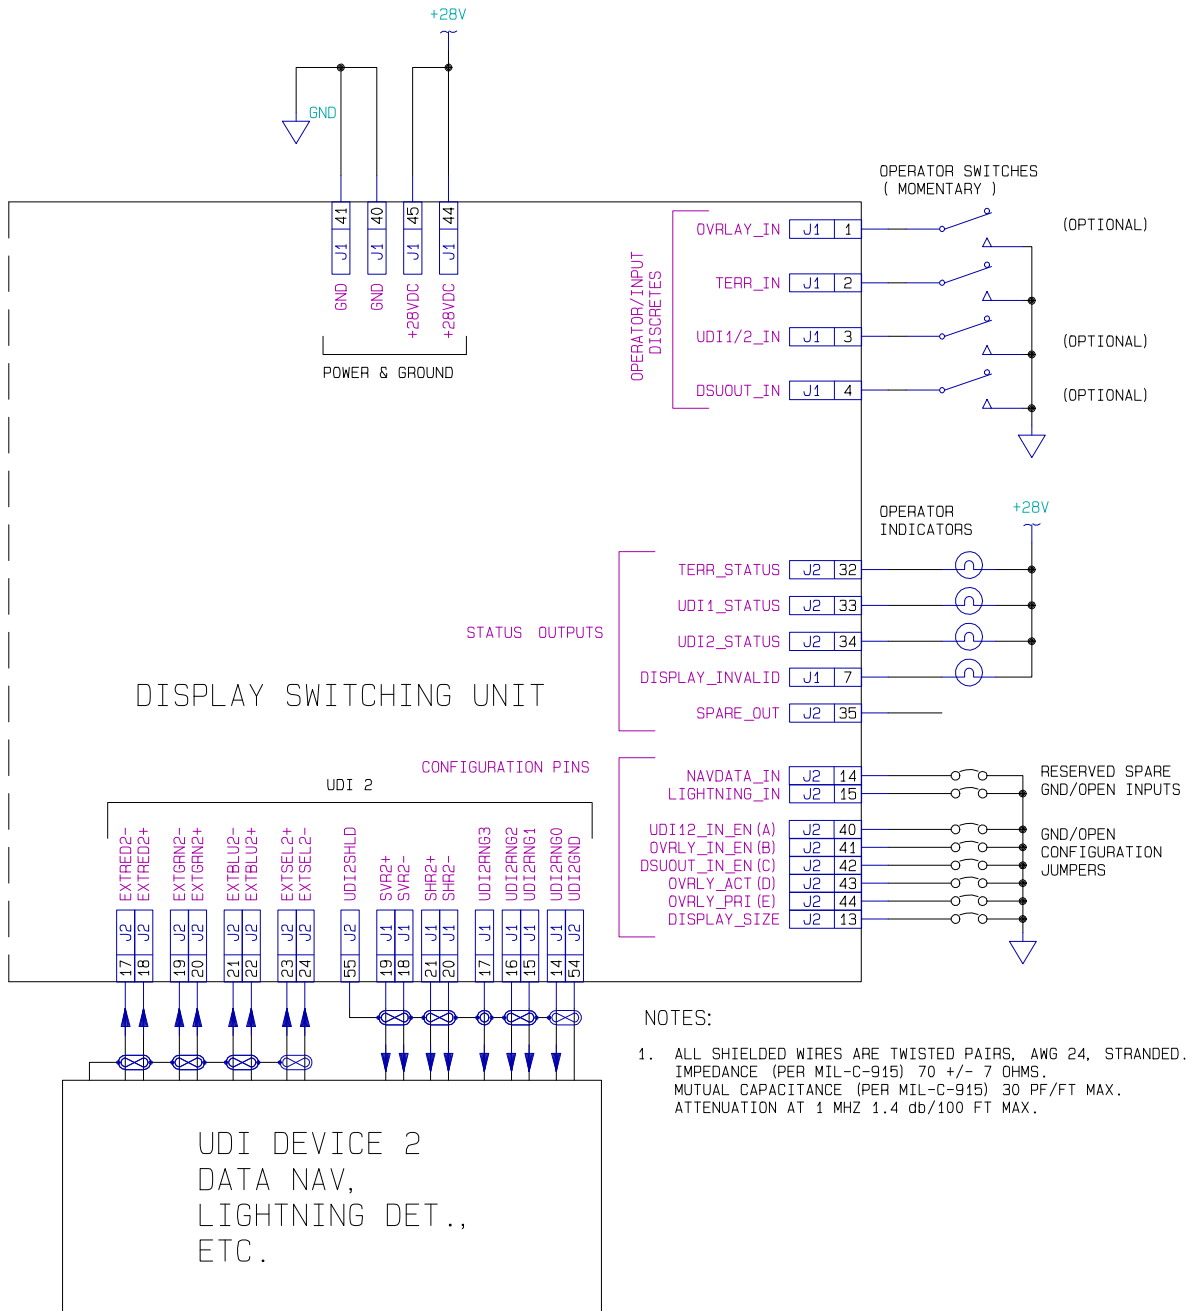 +28V
GND
41
40
45
44
J1
J1
J1
J1
GND
GND
+28VDC
+28VDC
POWER & GROUND
OPERATOR SWITCHES
( MOMENTARY )
OPERATOR/INPUT
DISCRETES
OVRLAY_IN J1 1 (OPTIONAL)
TERR_IN J1 2
UDI1/2_IN J1 3 (OPTIONAL)
DSUOUT_IN J1 4 (OPTIONAL)
OPERATOR
INDICATORS
+28V
STATUS OUTPUTS
TERR_STATUS J2 32
UDI1_STATUS J2 33
UDI2_STATUS J2 34
DISPLAY_INVALID J1 7
SPARE_OUT J2 35
DISPLAY SWITCHING UNIT
CONFIGURATION PINS
NAVDATA_IN J2 14
LIGHTNING_IN J2 15
RESERVED SPARE
GND/OPEN INPUTS
UDI12_IN_EN(A) J2 40
OVRLY_IN_EN(B) J2 41
DSUOUT_IN_EN(C) J2 42
OVRLY_ACT(D) J2 43
OVRLY_PRI(E) J2 44
DISPLAY_SIZE J2 13
GND/OPEN
CONFIGURATION
JUMPERS
UDI 2
EXTRED2- J2 17
EXTRED2+ J2 18
EXTGRN2- J2 19
EXTGRN2+ J2 20
EXTBLU2- J2 21
EXTBLU2+ J2 22
EXTSEL2+ J2 23
EXTSEL2- J2 24
UDI2SHLD J2 55
SVR2+ J1 19
SVR2- J1 18
SHR2+ J1 21
SHR2- J1 20
UDI2RNG3 J1 17
UDI2RNG2 J1 16
UDI2RNG1 J1 15
UDI2RNG0 J1 14
UDI2GND J2 54
NOTES:
1. ALL SHIELDED WIRES ARE TWISTED PAIRS, AWG 24, STRANDED.
IMPEDANCE (PER MIL-C-915) 70 +/- 7 OHMS.
MUTUAL CAPACITANCE (PER MIL-C-915) 30 PF/FT MAX.
ATTENUATION AT 1 MHZ 1.4 db/100 FT MAX.
UDI DEVICE 2
DATA NAV,
LIGHTNING DET.,
ETC.